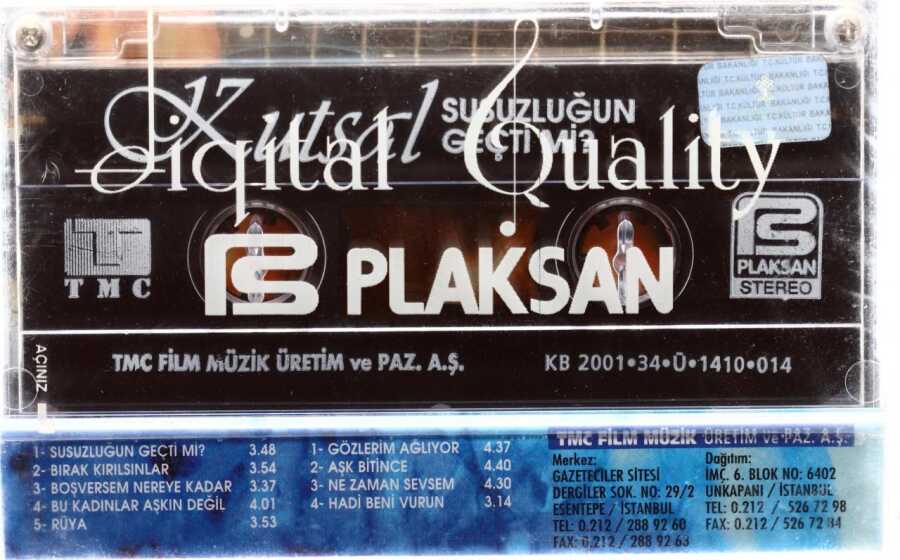 Kutsal
SUSUZLUĞUN
GEÇTİ Mİ?
T.C.KÜLTÜR BAKANLIĞI
Digital Quality
TMC
PLAKSAN
PLAKSAN
STEREO
AÇINIZ
TMC FİLM MÜZİK ÜRETİM ve PAZ. A.Ş.
KB 2001•34•Ü•1410•014
1- SUSUZLUGUN GEÇTİ Mİ? 3.48
2- BIRAK KIRILSINLAR 3.54
3- BOŞVERSEM NEREYE KADAR 3.37
4- BU KADINLAR AŞKIN DEĞİL 4.01
5- RÜYA 3.53
1- GÖZLERİM AĞLIYOR 4.37
2- AŞK BİTİNCE 4.40
3- NE ZAMAN SEVSEM 4.30
4- HADİ BENİ VURUN 3.14
TMC FİLM MÜZİK ÜRETİM ve PAZ. A.Ş.
Merkez:
GAZETECİLER SİTESİ
DERGİLER SOK. NO: 29/2
ESENTEPE / İSTANBUL
TEL: 0.212 / 288 92 60
FAX: 0.212 / 288 92 63
Dağıtım:
İMÇ. 6. BLOK NO: 6402
UNKAPANI / İSTANBUL
TEL: 0.212 / 526 72 98
FAX: 0.212 / 526 72 84